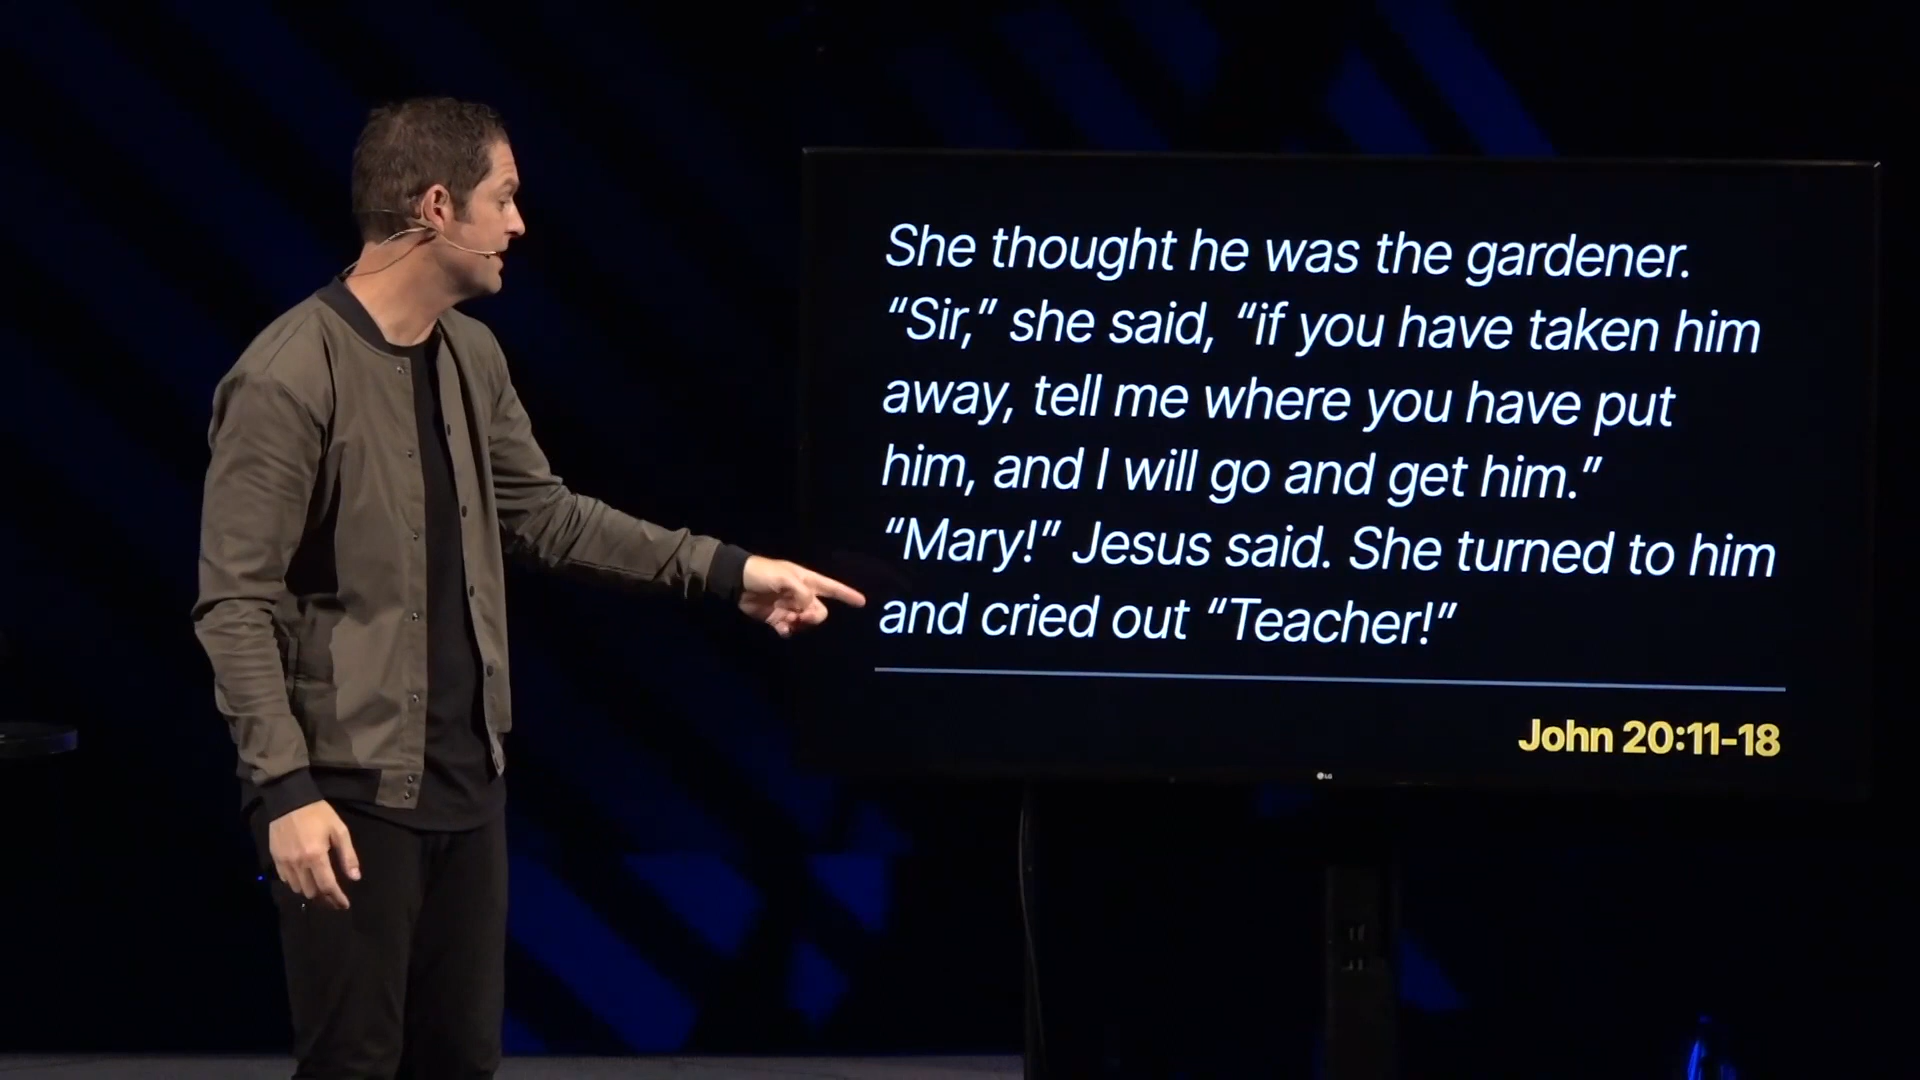 She thought he was the gardener.
“Sir,” she said, “if you have taken him
away, tell me where you have put
him, and I will go and get him.”
“Mary!” Jesus said. She turned to him
and cried out “Teacher!”
John 20:11-18
LG